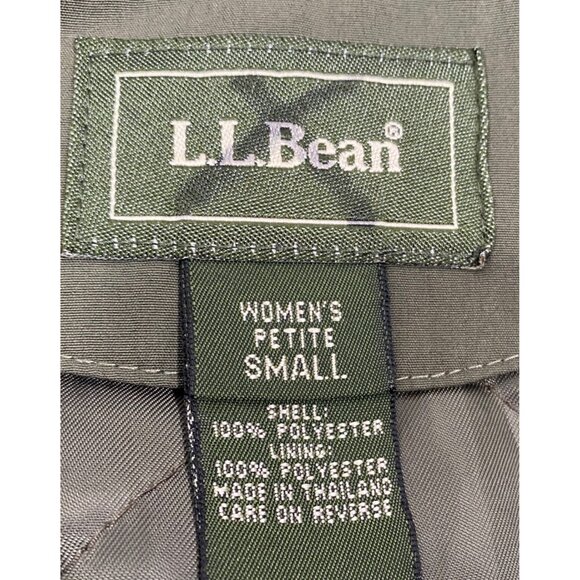 L.L.Bean®
WOMEN'S
PETITE
SMALL
SHELL:
100% POLYESTER
LINING:
100% POLYESTER
MADE IN THAILAND
CARE ON REVERSE